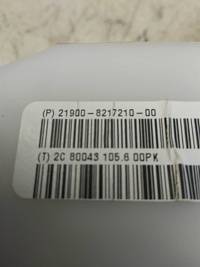 (P) 21900-8217210-00
(T) 2C 80043 105.6 00PK